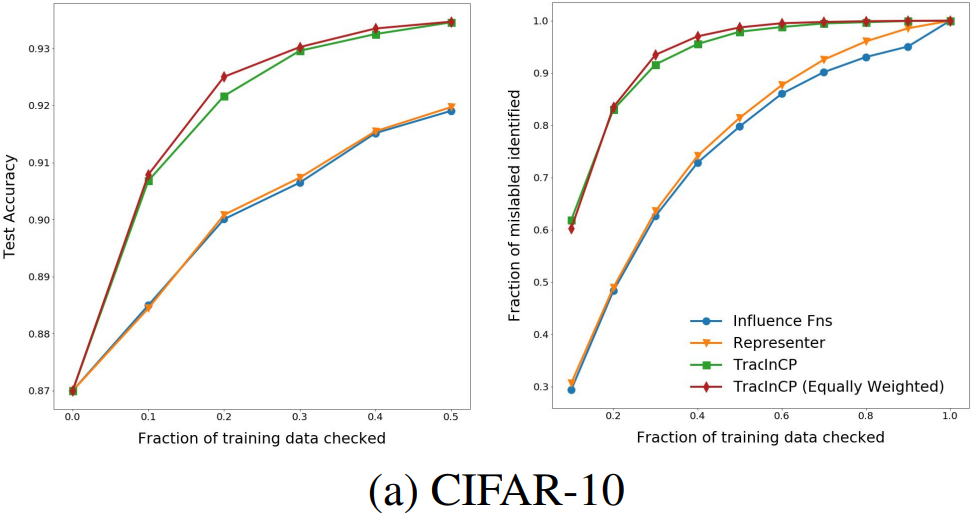 Test Accuracy
0.93
0.92
0.91
0.90
0.89
0.88
0.87
0.0 0.1 0.2 0.3 0.4 0.5
Fraction of training data checked
Fraction of mislabled identified
1.0
0.9
0.8
0.7
0.6
0.5
0.4
0.3
Influence Fns
Representer
TracInCP
TracInCP (Equally Weighted)
0.2 0.4 0.6 0.8 1.0
Fraction of training data checked
(a) CIFAR-10